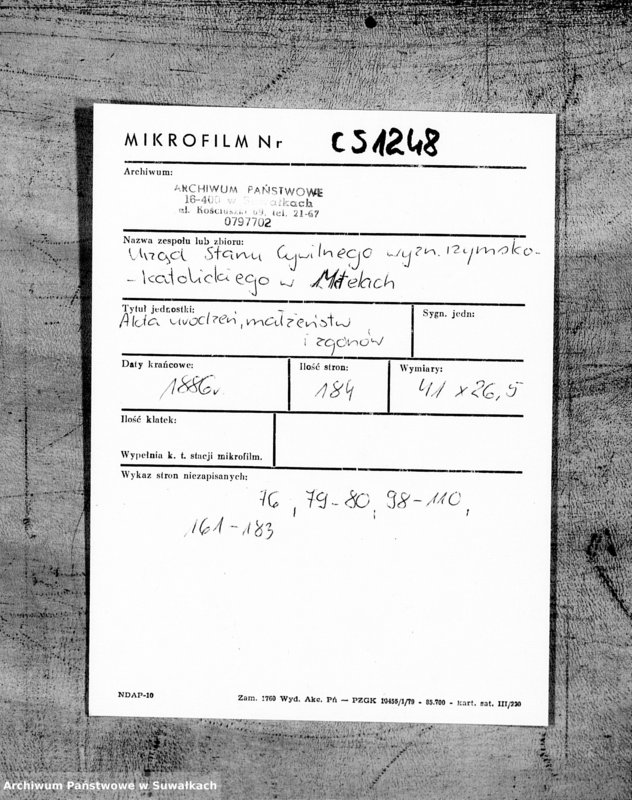 MIKROFILM Nr C51248
Archiwum:
ARCHIWUM PAŃSTWOWE
16-400 w Suwałkach
ul. Kościuszki 69, tel. 21-67
0797702
Nazwa zespołu lub zbioru:
Urząd Stanu Cywilnego wyzn. rzymsko-
-katolickiego w
Tytuł jednostki:
Akta urodzeń, małżeństw
i zgonów
Sygn. jedn:
Daty krańcowe:
1886r.
Ilość stron:
184
Wymiary:
41 x 26,5
Ilość klatek:
Wypełnia k. t. stacji mikrofilm.
Wykaz stron niezapisanych:
76, 79-80, 98-110,
161-183
NDAP-10
Zam. 1760 Wyd. Akc. Pń — PZGK 10455/I/79 - 85.700 - kart. sat. III/220
Archiwum Państwowe w Suwałkach